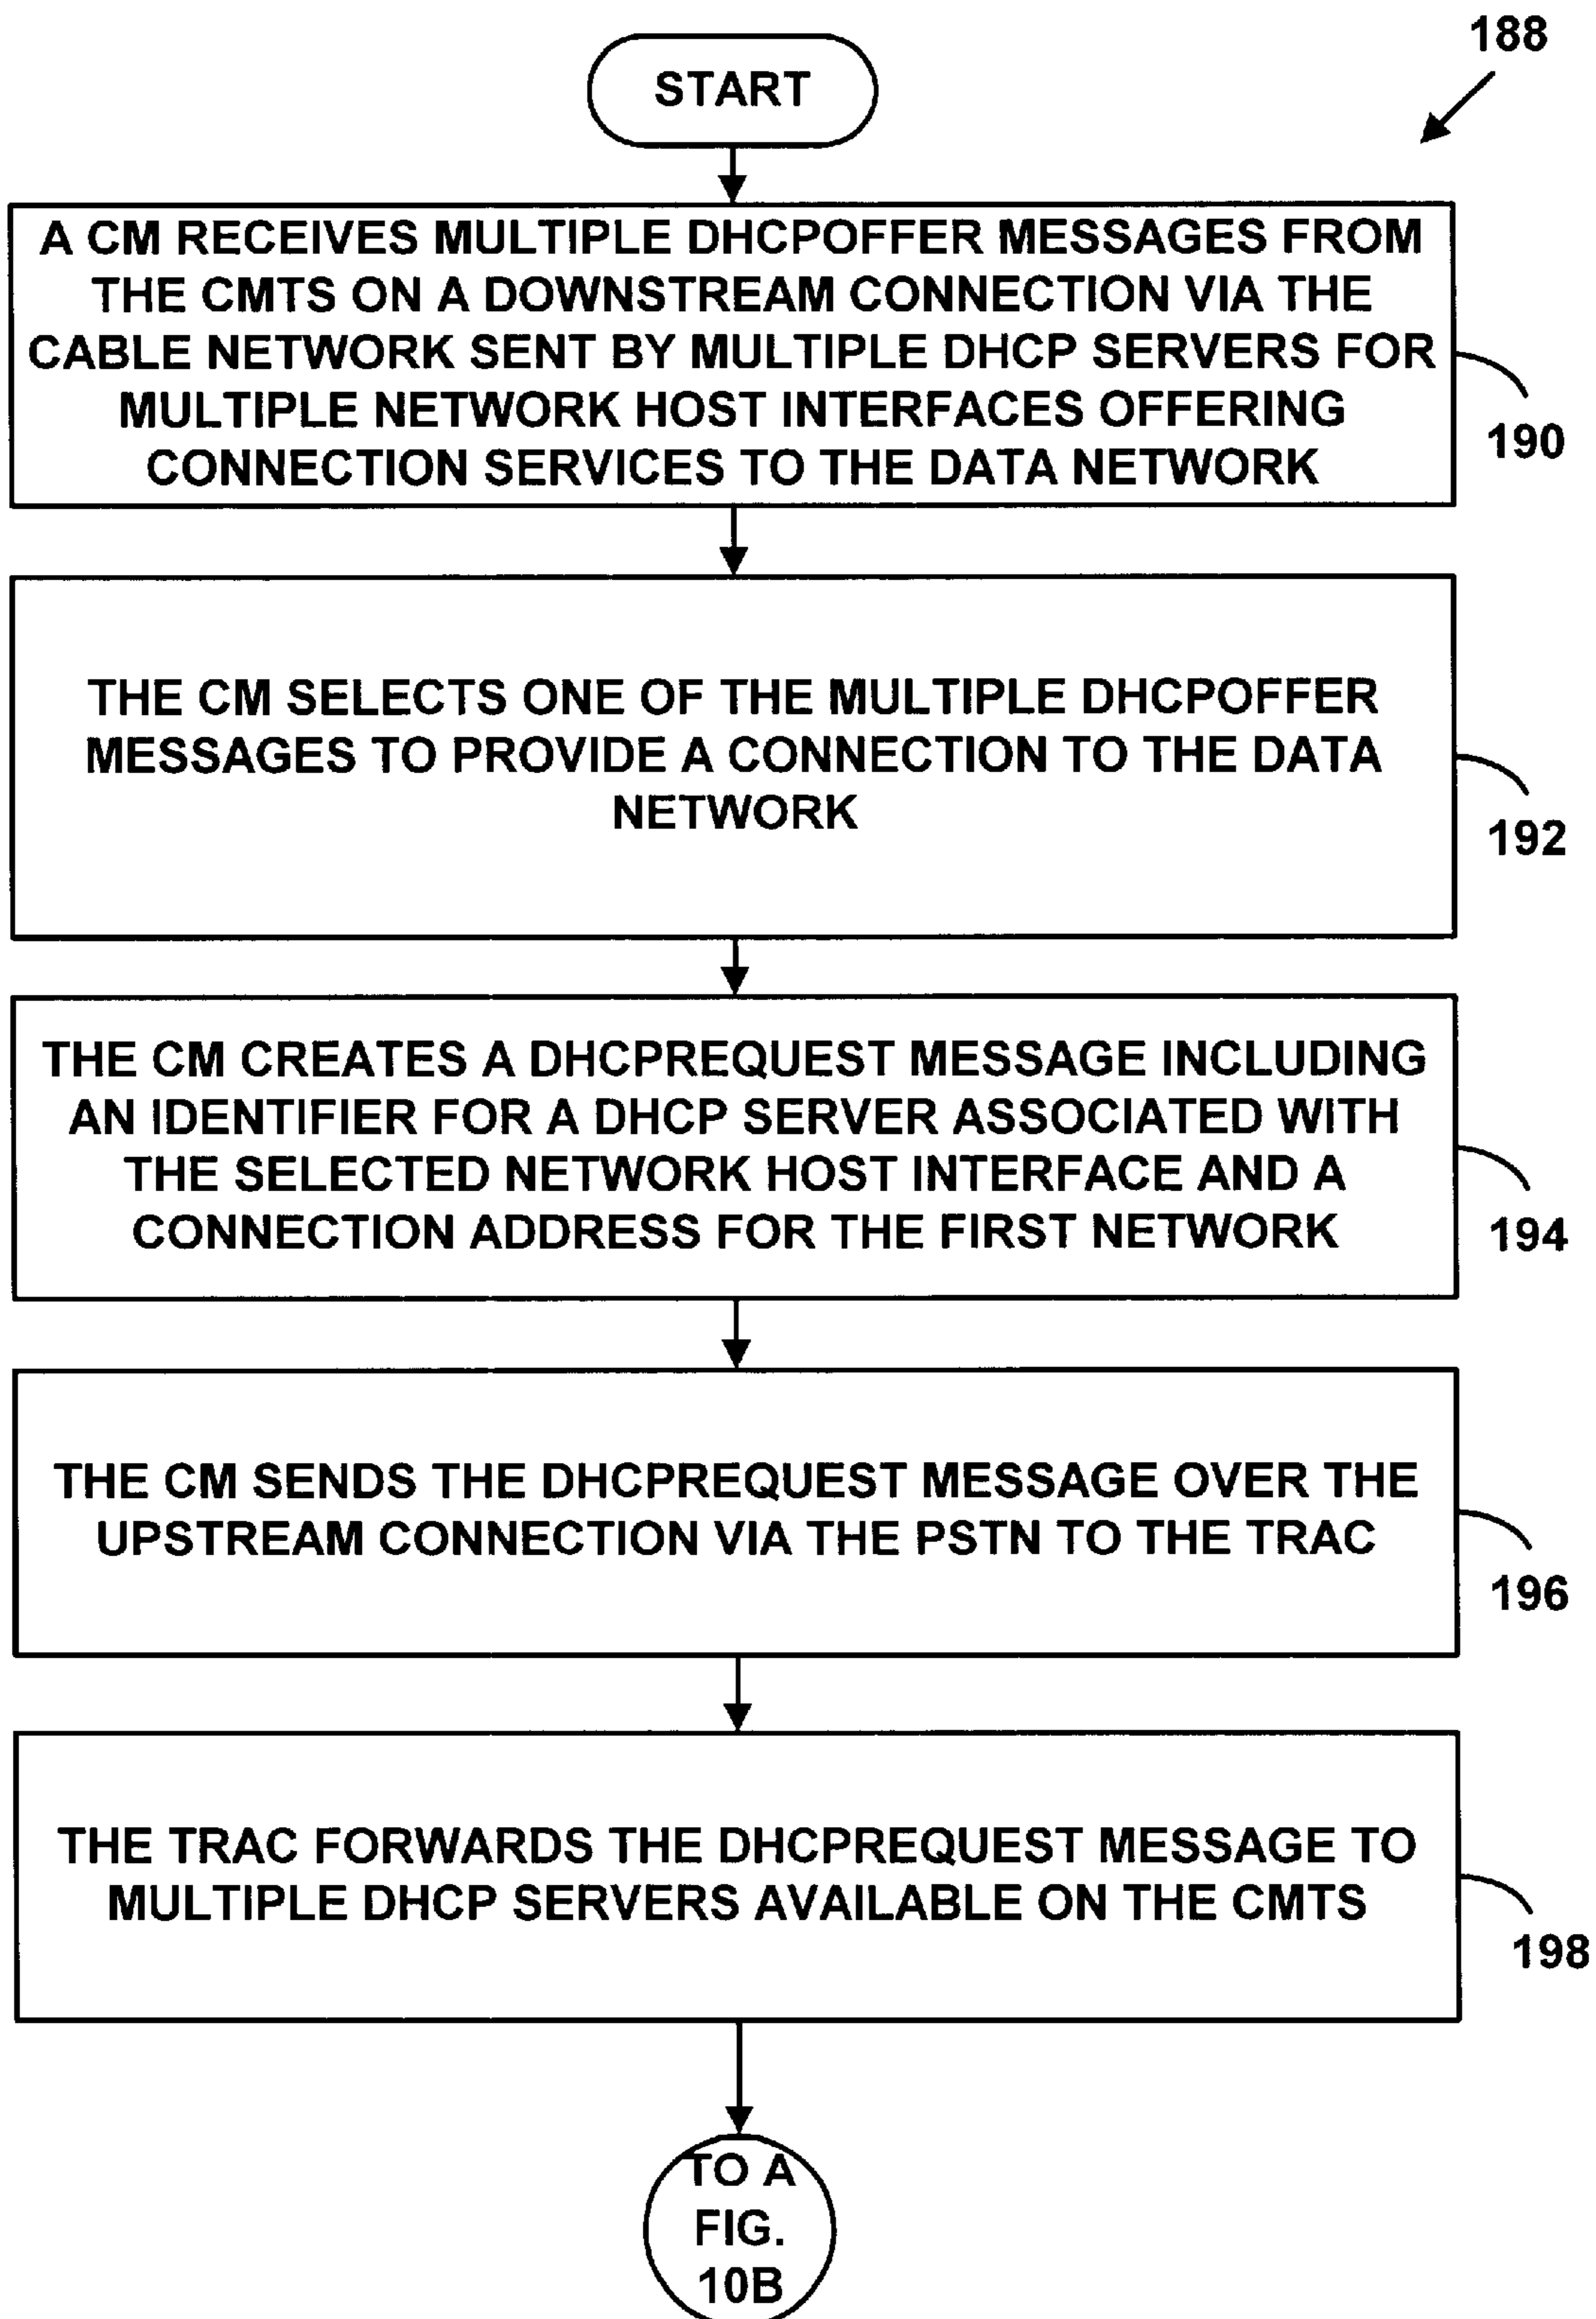 188
START
A CM RECEIVES MULTIPLE DHCPOFFER MESSAGES FROM
THE CMTS ON A DOWNSTREAM CONNECTION VIA THE
CABLE NETWORK SENT BY MULTIPLE DHCP SERVERS FOR
MULTIPLE NETWORK HOST INTERFACES OFFERING
CONNECTION SERVICES TO THE DATA NETWORK
190
THE CM SELECTS ONE OF THE MULTIPLE DHCPOFFER
MESSAGES TO PROVIDE A CONNECTION TO THE DATA
NETWORK
192
THE CM CREATES A DHCPREQUEST MESSAGE INCLUDING
AN IDENTIFIER FOR A DHCP SERVER ASSOCIATED WITH
THE SELECTED NETWORK HOST INTERFACE AND A
CONNECTION ADDRESS FOR THE FIRST NETWORK
194
THE CM SENDS THE DHCPREQUEST MESSAGE OVER THE
UPSTREAM CONNECTION VIA THE PSTN TO THE TRAC
196
THE TRAC FORWARDS THE DHCPREQUEST MESSAGE TO
MULTIPLE DHCP SERVERS AVAILABLE ON THE CMTS
198
TO A
FIG.
10B